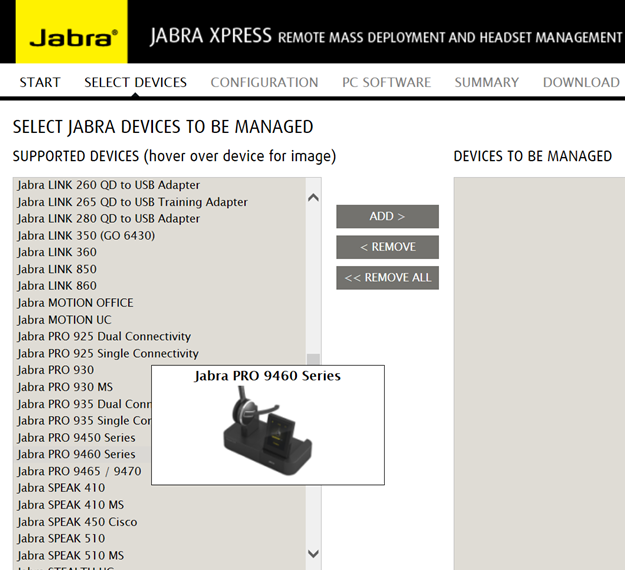 Jabra®
JABRA XPRESS REMOTE MASS DEPLOYMENT AND HEADSET MANAGEMENT
START SELECT DEVICES CONFIGURATION PC SOFTWARE SUMMARY DOWNLOAD
SELECT JABRA DEVICES TO BE MANAGED
SUPPORTED DEVICES (hover over device for image)
Jabra LINK 260 QD to USB Adapter
Jabra LINK 265 QD to USB Training Adapter
Jabra LINK 280 QD to USB Adapter
Jabra LINK 350 (GO 6430)
Jabra LINK 360
Jabra LINK 850
Jabra LINK 860
Jabra MOTION OFFICE
Jabra MOTION UC
Jabra PRO 925 Dual Connectivity
Jabra PRO 925 Single Connectivity
Jabra PRO 930
Jabra PRO 930 MS
Jabra PRO 935 Dual Conn
Jabra PRO 935 Single Cor
Jabra PRO 9450 Series
Jabra PRO 9460 Series
Jabra PRO 9465 / 9470
Jabra SPEAK 410
Jabra SPEAK 410 MS
Jabra SPEAK 450 Cisco
Jabra SPEAK 510
Jabra SPEAK 510 MS
Jabra STEALTH UC
Jabra PRO 9460 Series
ADD >
< REMOVE
<< REMOVE ALL
DEVICES TO BE MANAGED